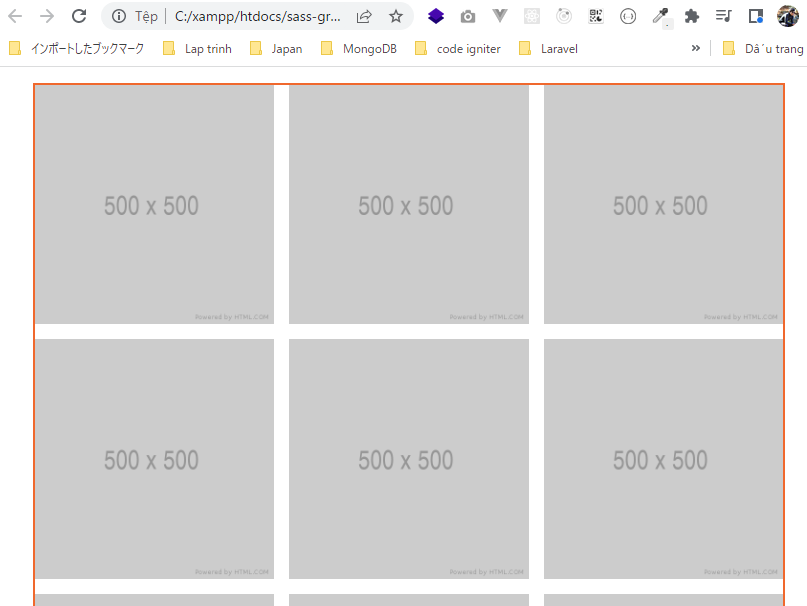 Tệp C:/xampp/htdocs/sass-gr...
インポートしたブックマーク Lap trinh Japan MongoDB code igniter Laravel » Dấu trang
500 x 500 500 x 500 500 x 500
Powered by HTML.COM Powered by HTML.COM Powered by HTML.COM
500 x 500 500 x 500 500 x 500
Powered by HTML.COM Powered by HTML.COM Powered by HTML.COM